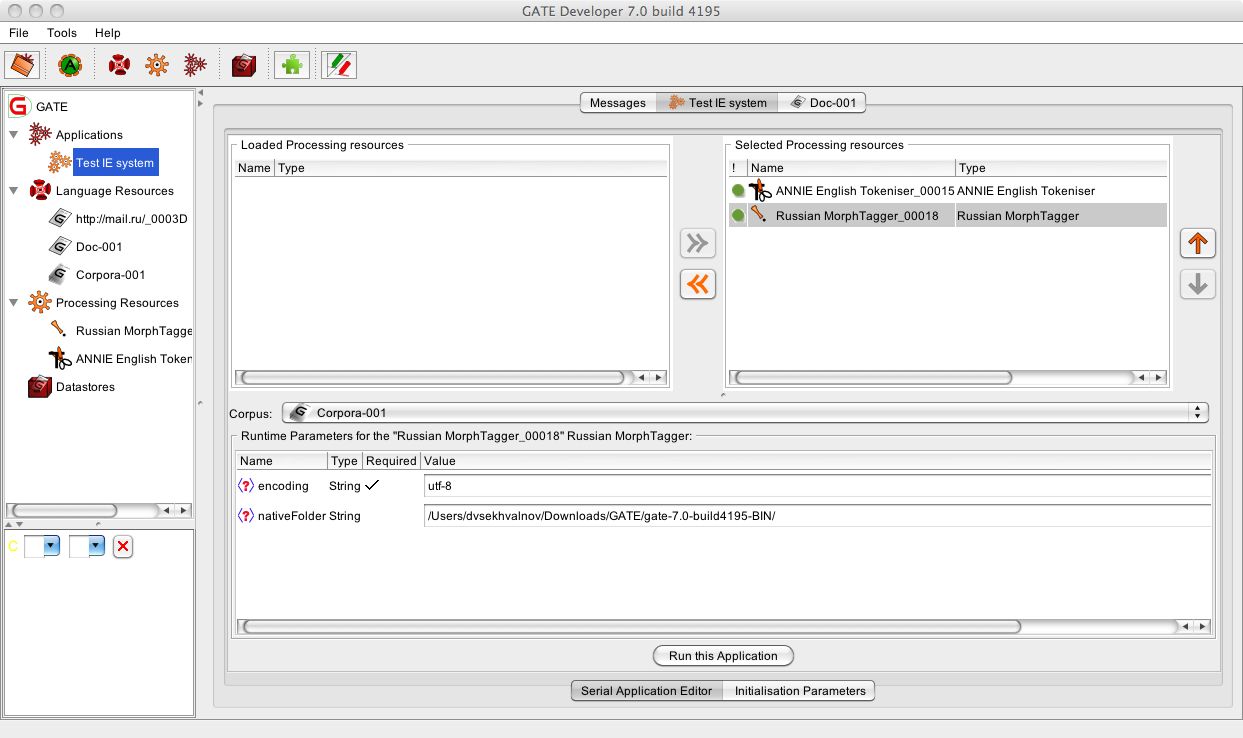 GATE Developer 7.0 build 4195
File Tools Help
GATE
Applications
Test IE system
Language Resources
http://mail.ru/_0003D
Doc-001
Corpora-001
Processing Resources
Russian MorphTagge
ANNIE English Token
Datastores
C
Messages Test IE system Doc-001
Loaded Processing resources
Name Type
Selected Processing resources
! Name Type
ANNIE English Tokeniser_00015 ANNIE English Tokeniser
Russian MorphTagger_00018 Russian MorphTagger
Corpus: Corpora-001
Runtime Parameters for the "Russian MorphTagger_00018" Russian MorphTagger:
Name Type Required Value
<?> encoding String ✓ utf-8
<?> nativeFolder String /Users/dvsekhvalnov/Downloads/GATE/gate-7.0-build4195-BIN/
Run this Application
Serial Application Editor Initialisation Parameters